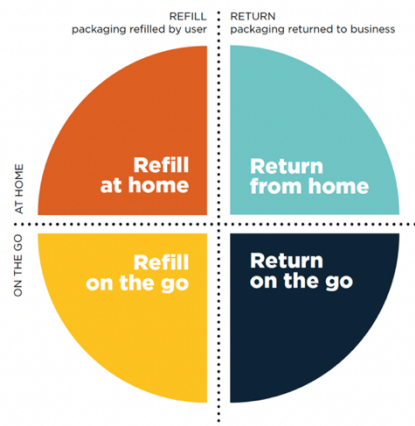 REFILL
packaging refilled by user
RETURN
packaging returned to business
AT HOME
Refill
at home
Return
from home
ON THE GO
Refill
on the go
Return
on the go